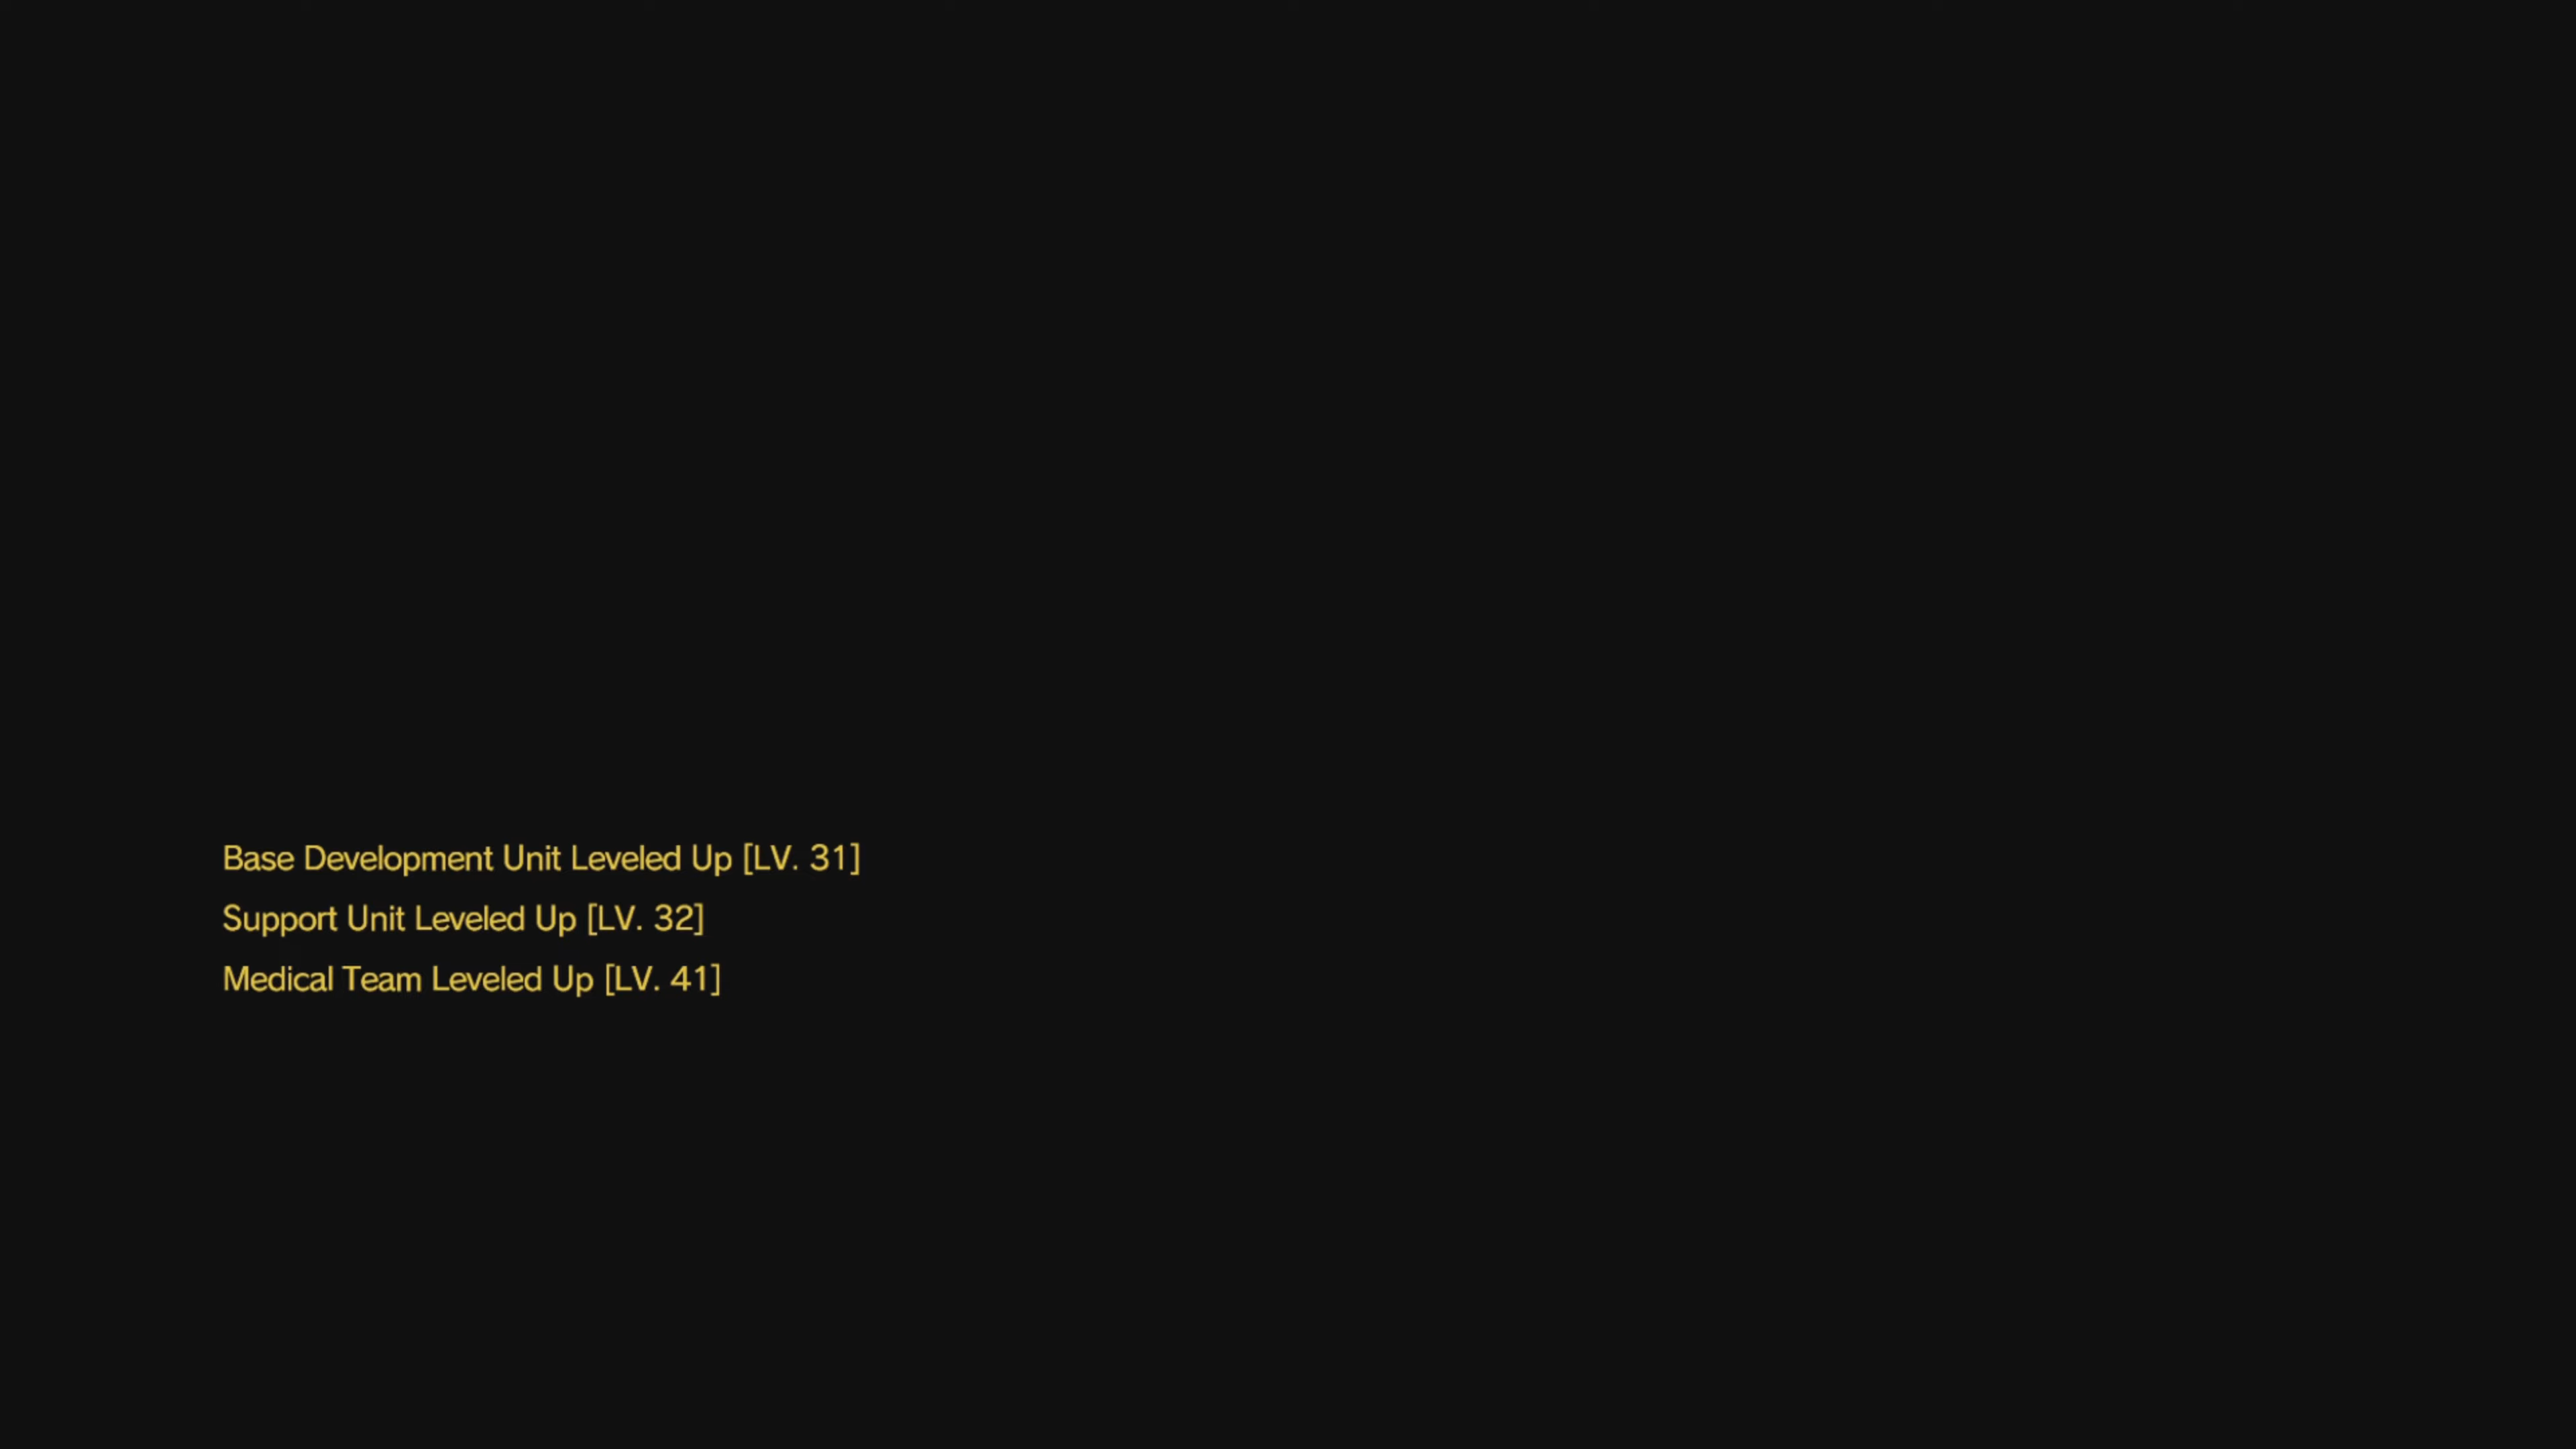 Base Development Unit Leveled Up [LV. 31]
Support Unit Leveled Up [LV. 32]
Medical Team Leveled Up [LV. 41]